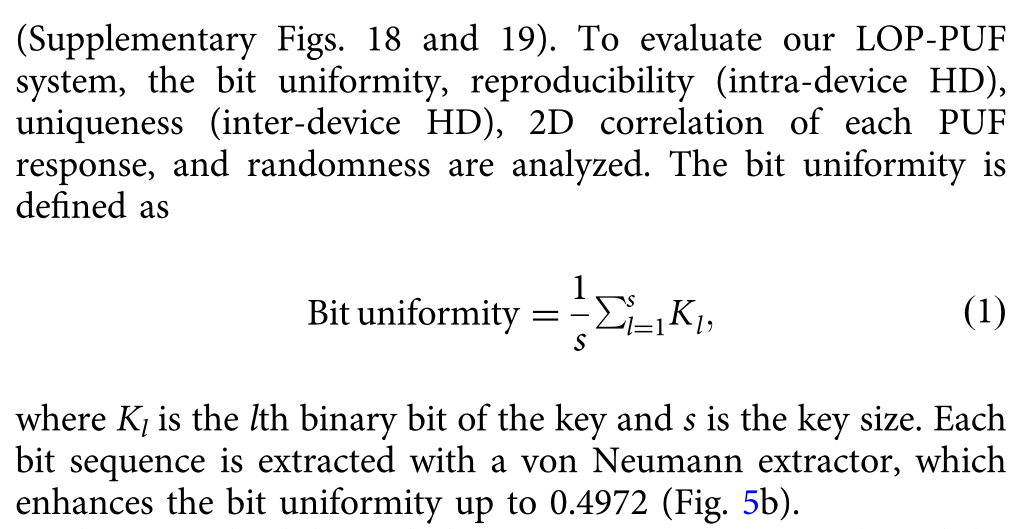 (Supplementary Figs. 18 and 19). To evaluate our LOP-PUF
system, the bit uniformity, reproducibility (intra-device HD),
uniqueness (inter-device HD), 2D correlation of each PUF
response, and randomness are analyzed. The bit uniformity is
defined as
Bit uniformity = \frac{1}{s} \sum_{l=1}^{s} K_l, (1)
where K_l is the lth binary bit of the key and s is the key size. Each
bit sequence is extracted with a von Neumann extractor, which
enhances the bit uniformity up to 0.4972 (Fig. 5b).